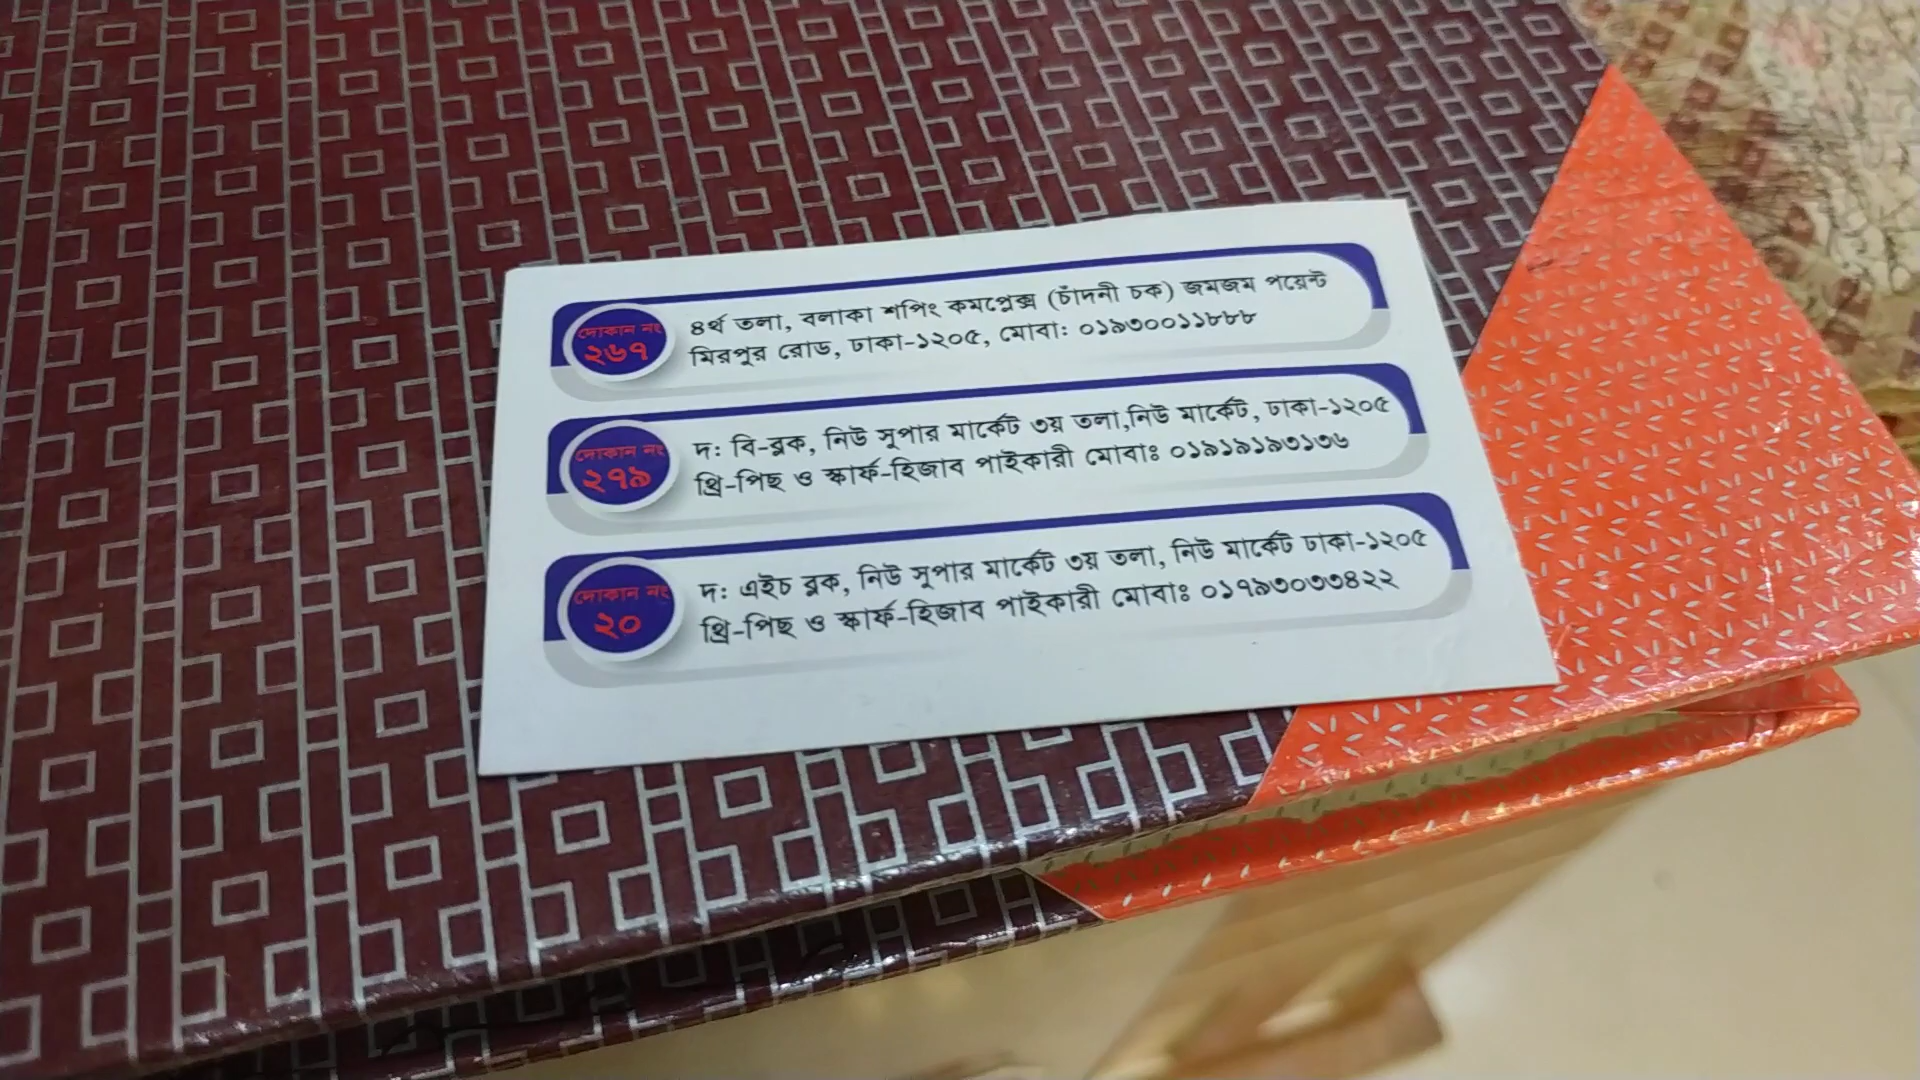 দোকান নং
২৬৭
৪র্থ তলা, বলাকা শপিং কমপ্লেক্স (চাঁদনী চক) জমজম পয়েন্ট
মিরপুর রোড, ঢাকা-১২০৫, মোবা: ০১৯৩০০১১৮৮৮
দোকান নং
২৭৯
দ: বি-ব্লক, নিউ সুপার মার্কেট ৩য় তলা,নিউ মার্কেট, ঢাকা-১২০৫
থ্রি-পিছ ও স্কার্ফ-হিজাব পাইকারী মোবাঃ ০১৯১৯১৯৩১৩৬
দোকান নং
২০
দ: এইচ ব্লক, নিউ সুপার মার্কেট ৩য় তলা, নিউ মার্কেট ঢাকা-১২০৫
থ্রি-পিছ ও স্কার্ফ-হিজাব পাইকারী মোবাঃ ০১৭৯৩০৩৩৪২২